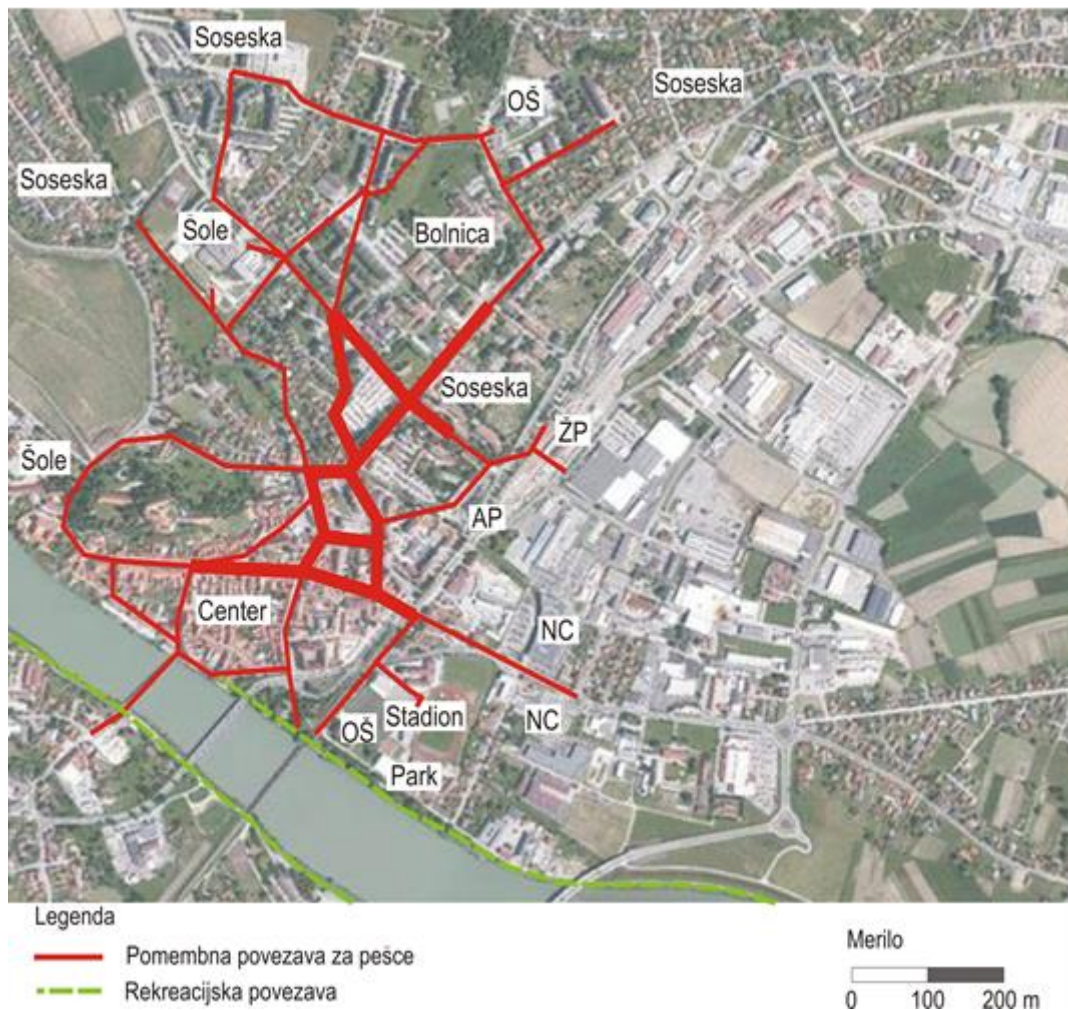 Soseska
Soseska
OŠ
Soseska
Šole
Bolnica
Soseska
ŽP
Šole
AP
Center
NC
NC
OŠ
Stadion
Park
Legenda
Pomembna povezava za pešce
Rekreacijska povezava
Merilo
0 100 200 m